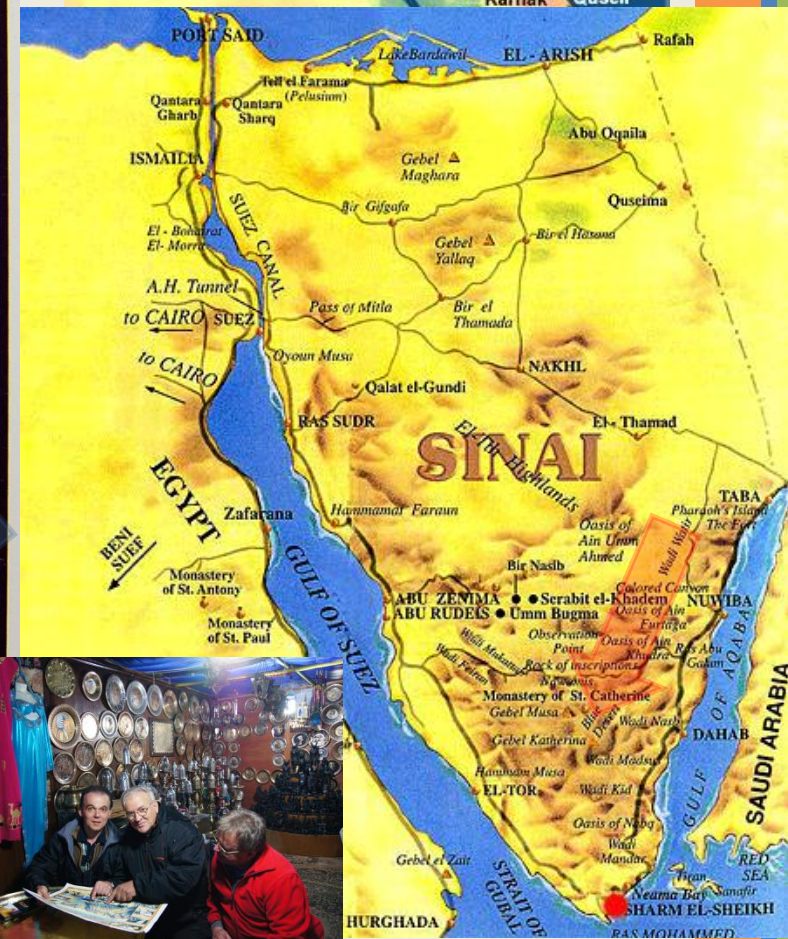 Karnak Quseir
PORT SAID
Lake Bardawil
EL - ARISH
Rafah
Tell el Farama
(Pelusium)
Qantara
Gharb
Qantara
Sharq
Abu Oqaila
ISMAILIA
Gebel
Maghara
Quseima
Bir Gifgafa
SUEZ CANAL
El - Bohairat
El - Morra
Gebel
Yallaq
Bir el Hasana
A.H. Tunnel
Pass of Mitla
Bir el
Thamada
to CAIRO
SUEZ
Oyoun Musa
to CAIRO
NAKHL
Qalat el-Gundi
RAS SUDR
El - Thamad
SINAI
El-Tih Highlands
EGYPT
TABA
Pharaoh's Island
The Fort
Zafarana
Hammamat Faraun
Oasis of
Ain Umm
Ahmed
Wadi Watir
BENI
SUEF
GULF OF SUEZ
Bir Nasib
Monastery
of St. Antony
Colored Canyon
ABU ZENIMA
Serabit el-Khadem
NUWIBA
ABU RUDEIS
Umm Bugma
Oasis of Ain
Furtaga
Monastery
of St. Paul
Observation
Point
Oasis of Ain
Khudra
Ras Abu
Galum
Wadi Mukattab
Wadi Feiran
Rock of inscriptions
Nawamis
Monastery of St. Catherine
Gebel Musa
Blue
Desert
Wadi Nasb
GULF OF AQABA
SAUDI ARABIA
Gebel Katherina
DAHAB
Wadi Madsus
Hammam Musa
EL-TOR
Wadi Kid
Oasis of Nabq
Wadi
Mandar
Gebel el Zait
STRAIT OF
GUBAL
RED
SEA
Tiran
Sanafir
Neama Bay
SHARM EL-SHEIKH
HURGHADA
RAS MOHAMMED